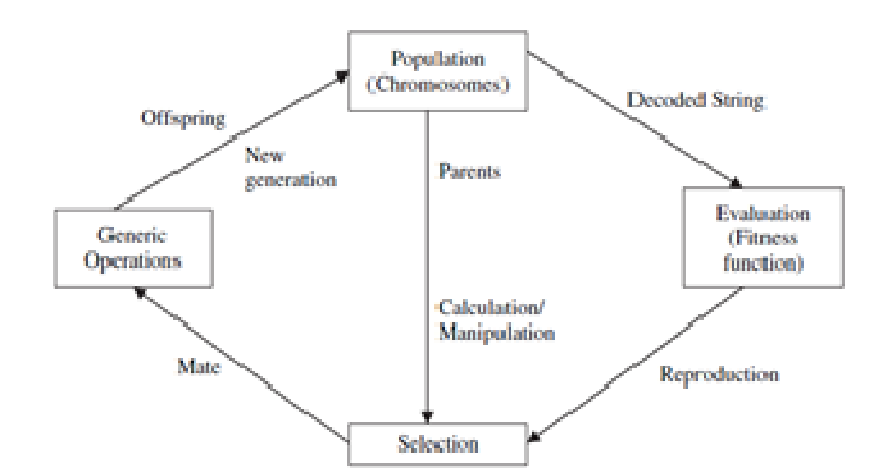 Population
(Chromosomes)
Decoded String
Offspring
New
generation
Parents
Generic
Operations
Evaluation
(Fitness
function)
Calculation/
Manipulation
Mate
Reproduction
Selection